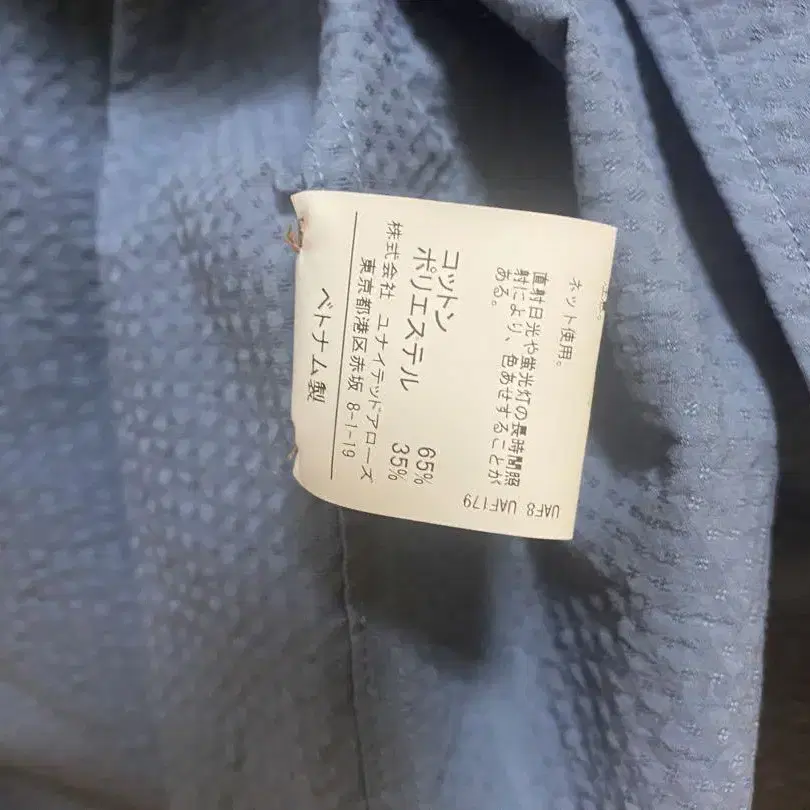 ネット使用。
直射日光や蛍光灯の長時間照
射により、色あせすることが
ある。
UAF8 UAF179
コットン 65%
ポリエステル 35%
株式会社 ユナイテッドアローズ
東京都港区赤坂 8-1-19
ベトナム製